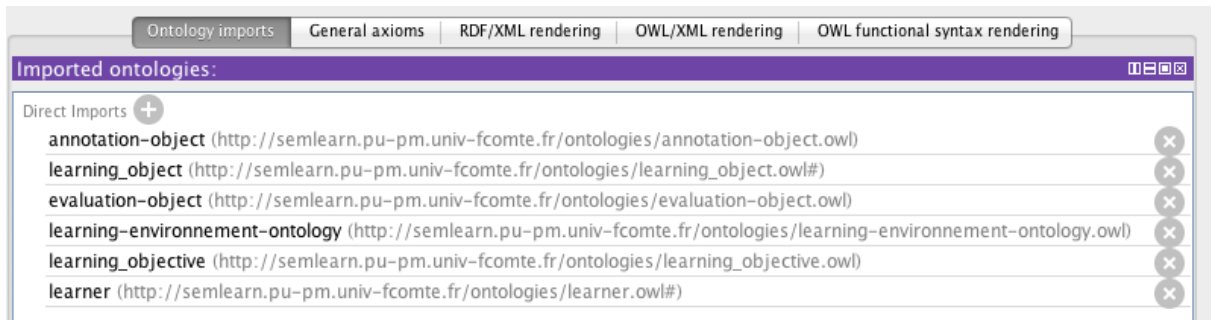 Ontology imports General axioms RDF/XML rendering OWL/XML rendering OWL functional syntax rendering
Imported ontologies:
Direct Imports
annotation-object (http://semlearn.pu-pm.univ-fcomte.fr/ontologies/annotation-object.owl)
learning_object (http://semlearn.pu-pm.univ-fcomte.fr/ontologies/learning_object.owl#)
evaluation-object (http://semlearn.pu-pm.univ-fcomte.fr/ontologies/evaluation-object.owl)
learning-environnement-ontology (http://semlearn.pu-pm.univ-fcomte.fr/ontologies/learning-environnement-ontology.owl)
learning_objective (http://semlearn.pu-pm.univ-fcomte.fr/ontologies/learning_objective.owl)
learner (http://semlearn.pu-pm.univ-fcomte.fr/ontologies/learner.owl#)